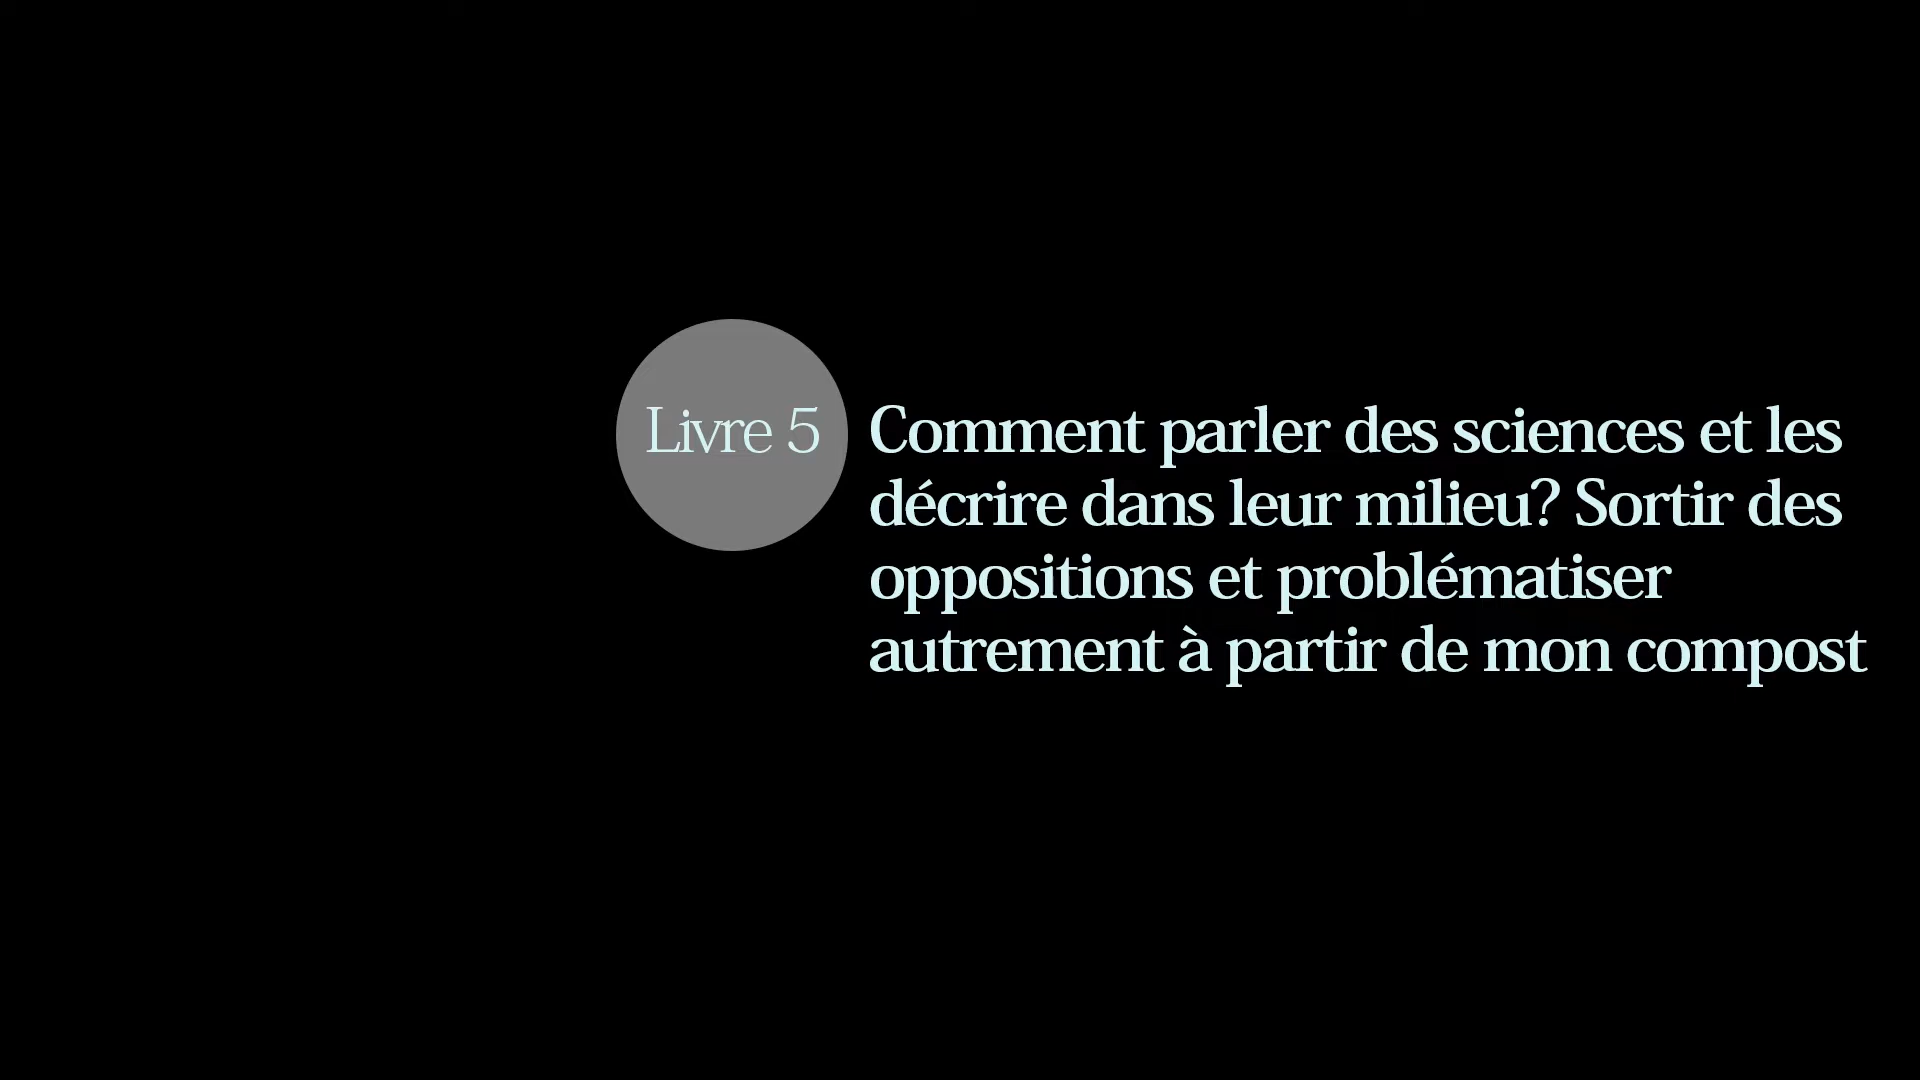 Livre 5
Comment parler des sciences et les
décrire dans leur milieu? Sortir des
oppositions et problématiser
autrement à partir de mon compost